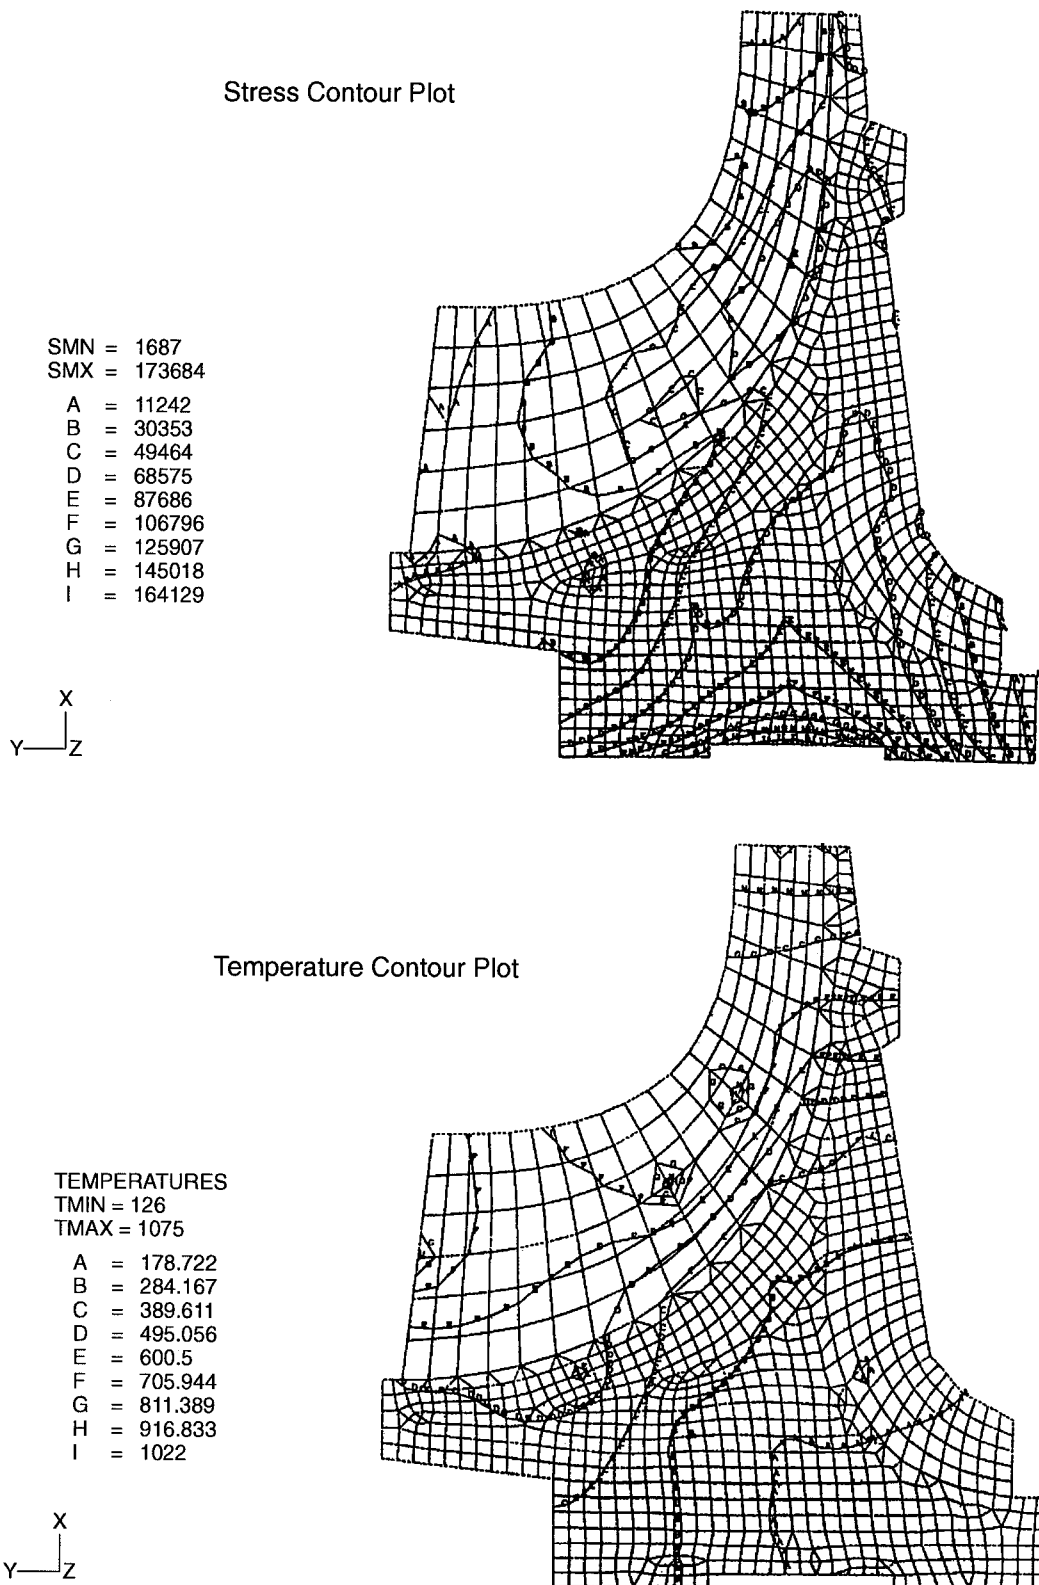 Stress Contour Plot
SMN = 1687
SMX = 173684
A = 11242
B = 30353
C = 49464
D = 68575
E = 87686
F = 106796
G = 125907
H = 145018
I = 164129
X
Y Z
Temperature Contour Plot
TEMPERATURES
TMIN = 126
TMAX = 1075
A = 178.722
B = 284.167
C = 389.611
D = 495.056
E = 600.5
F = 705.944
G = 811.389
H = 916.833
I = 1022
X
Y Z